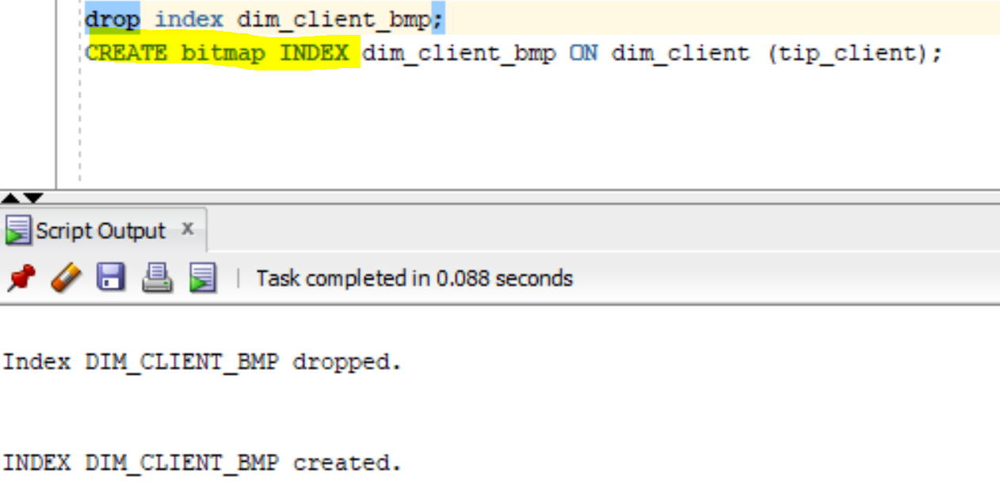 drop index dim_client_bmp;
CREATE bitmap INDEX dim_client_bmp ON dim_client (tip_client);
Script Output x
Task completed in 0.088 seconds
Index DIM_CLIENT_BMP dropped.
INDEX DIM_CLIENT_BMP created.